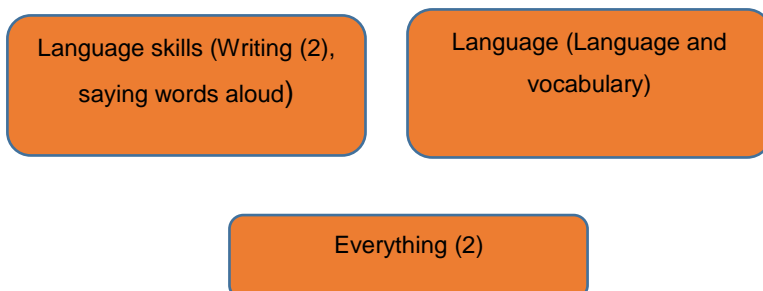 Language skills (Writing (2),
saying words aloud)
Language (Language and
vocabulary)
Everything (2)